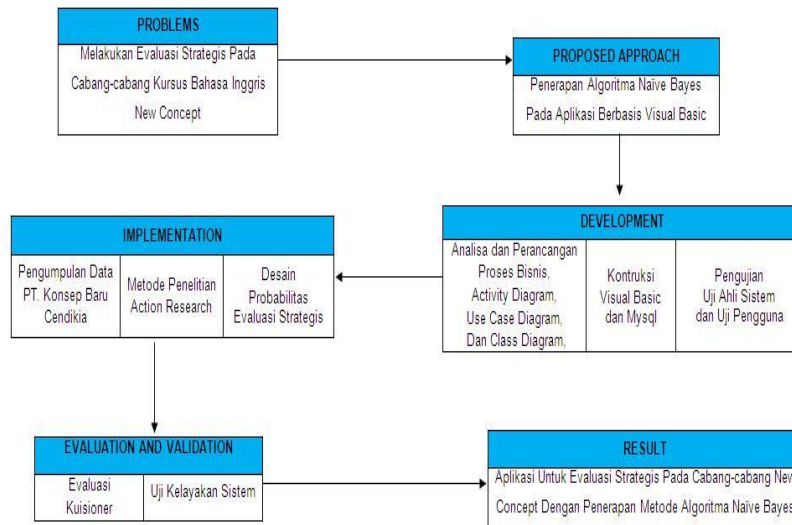 PROBLEMS
Melakukan Evaluasi Strategis Pada
Cabang-cabang Kursus Bahasa Inggris
New Concept
PROPOSED APPROACH
Penerapan Algoritma Naïve Bayes
Pada Aplikasi Berbasis Visual Basic
DEVELOPMENT
Analisa dan Perancangan
Proses Bisnis,
Activity Diagram,
Use Case Diagram,
Dan Class Diagram,
Kontruksi
Visual Basic
dan Mysql
Pengujian
Uji Ahli Sistem
dan Uji Pengguna
IMPLEMENTATION
Pengumpulan Data
PT. Konsep Baru
Cendikia
Metode Penelitian
Action Research
Desain
Probabilitas
Evaluasi Strategis
EVALUATION AND VALIDATION
Evaluasi
Kuisioner
Uji Kelayakan Sistem
RESULT
Aplikasi Untuk Evaluasi Strategis Pada Cabang-cabang New
Concept Dengan Penerapan Metode Algoritma Naïve Bayes